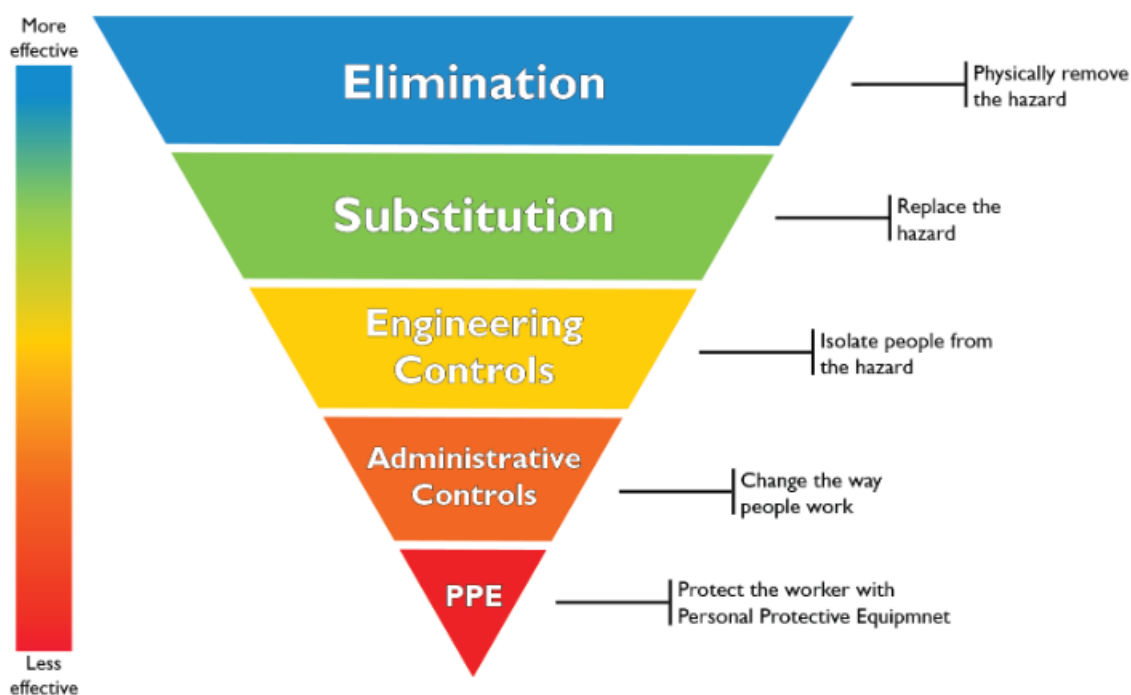 More
effective
Elimination
Physically remove
the hazard
Substitution
Replace the
hazard
Engineering
Controls
Isolate people from
the hazard
Administrative
Controls
Change the way
people work
PPE
Protect the worker with
Personal Protective Equipmnet
Less
effective